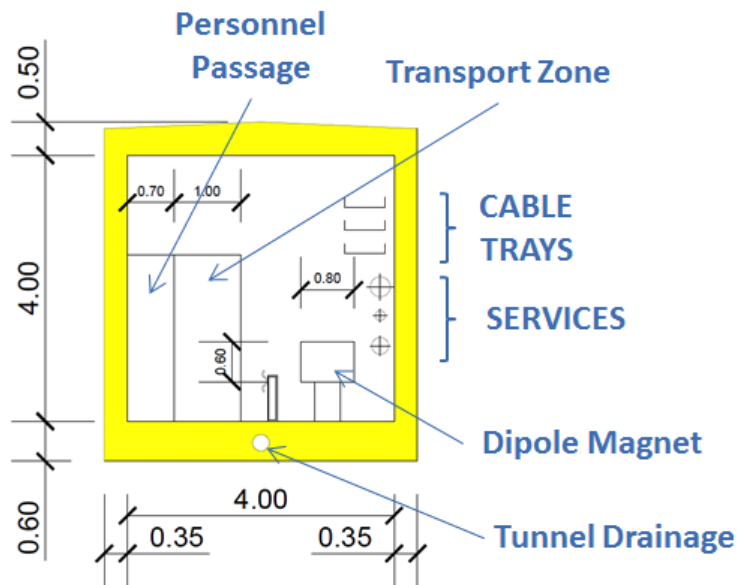 Personnel
Passage
Transport Zone
0.50
0.70
1.00
CABLE
TRAYS
4.00
0.80
SERVICES
0.60
Dipole Magnet
4.00
0.60
0.35
0.35
Tunnel Drainage